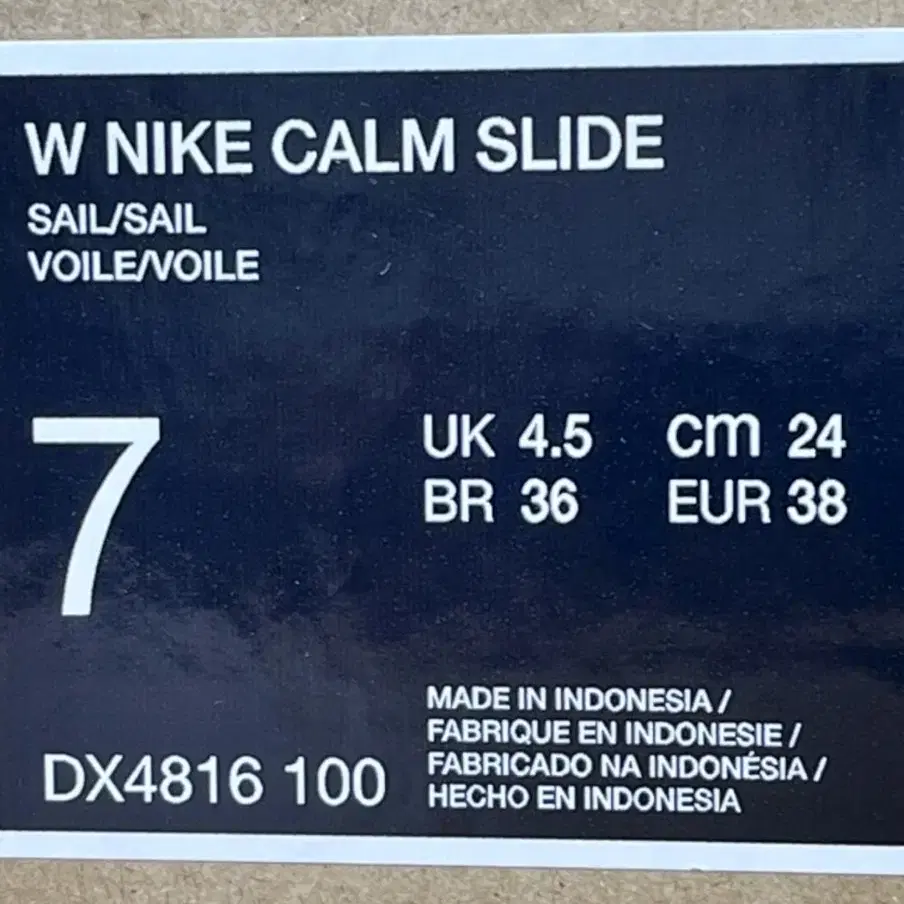 W NIKE CALM SLIDE
SAIL/SAIL
VOILE/VOILE
7
UK 4.5 cm 24
BR 36 EUR 38
MADE IN INDONESIA /
FABRIQUE EN INDONESIE /
FABRICADO NA INDONÉSIA /
HECHO EN INDONESIA
DX4816 100